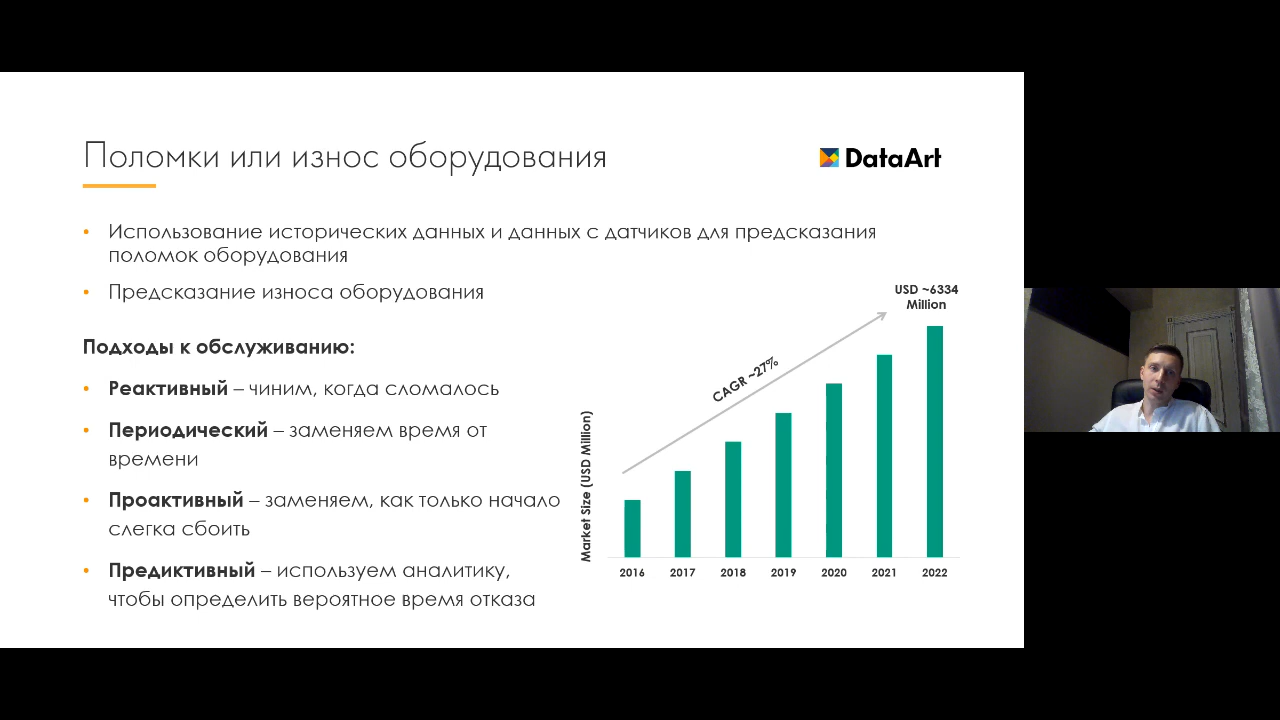 Поломки или износ оборудования
DataArt
• Использование исторических данных и данных с датчиков для предсказания
поломок оборудования
• Предсказание износа оборудования
Подходы к обслуживанию:
• Реактивный – чиним, когда сломалось
• Периодический – заменяем время от
времени
• Проактивный – заменяем, как только начало
слегка сбоить
• Предиктивный – используем аналитику,
чтобы определить вероятное время отказа
USD ~6334
Million
CAGR ~27%
Market Size (USD Million)
2016 2017 2018 2019 2020 2021 2022